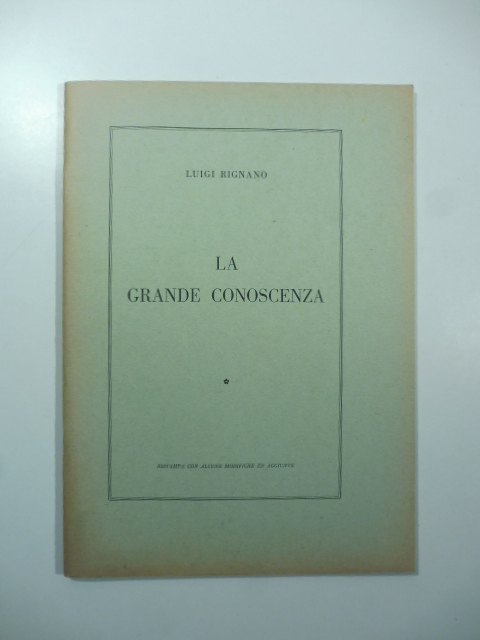 LUIGI RIGNANO
LA
GRANDE CONOSCENZA
*
RISTAMPA CON ALCUNE MODIFICHE ED AGGIUNTE